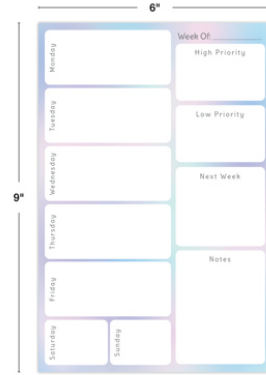 6"
Week Of:
Monday
High Priority
Tuesday
Low Priority
Wednesday
Next Week
9"
Thursday
Notes
Friday
Saturday
Sunday